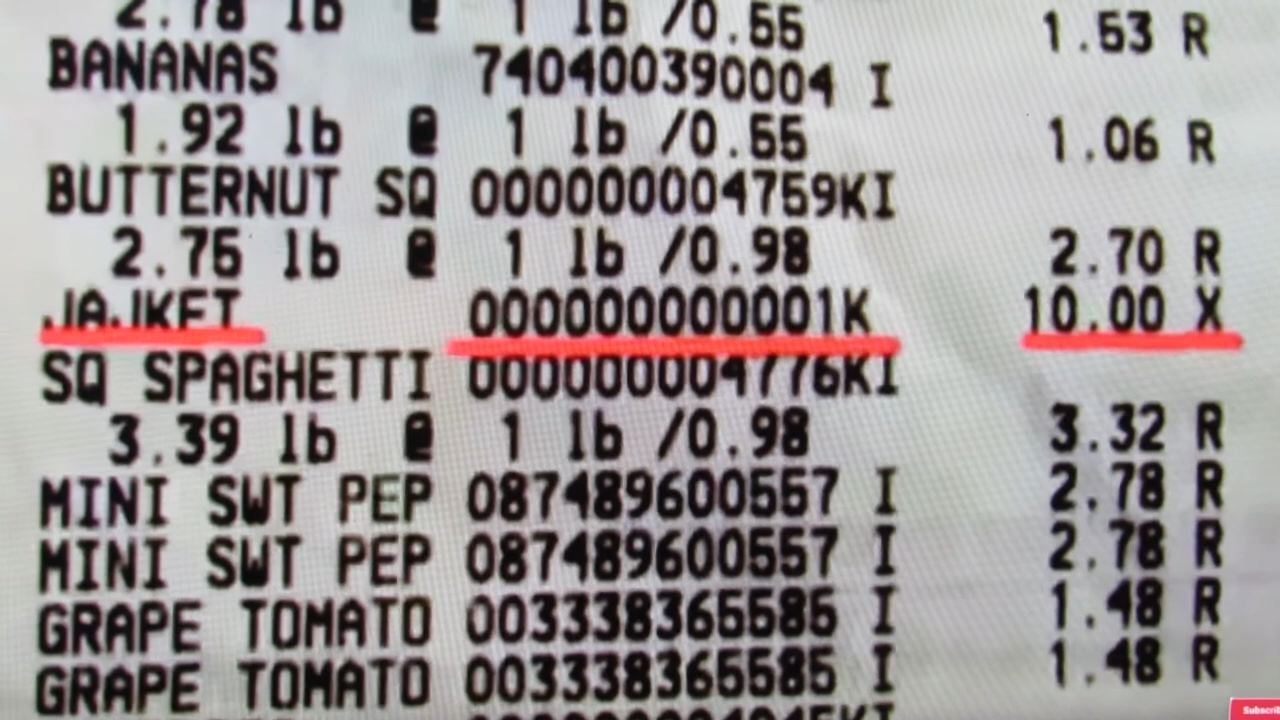 2.78 lb @ 1 lb /0.55 1.53 R
BANANAS 740400390004 I
1.92 lb @ 1 lb /0.55 1.06 R
BUTTERNUT SQ 000000004759KI
2.75 lb @ 1 lb /0.98 2.70 R
JAJKET 000000000001K 10.00 X
SQ SPAGHETTI 000000004776KI
3.39 lb @ 1 lb /0.98 3.32 R
MINI SWT PEP 087489600557 I 2.78 R
MINI SWT PEP 087489600557 I 2.78 R
GRAPE TOMATO 003338365585 I 1.48 R
GRAPE TOMATO 003338365585 I 1.48 R